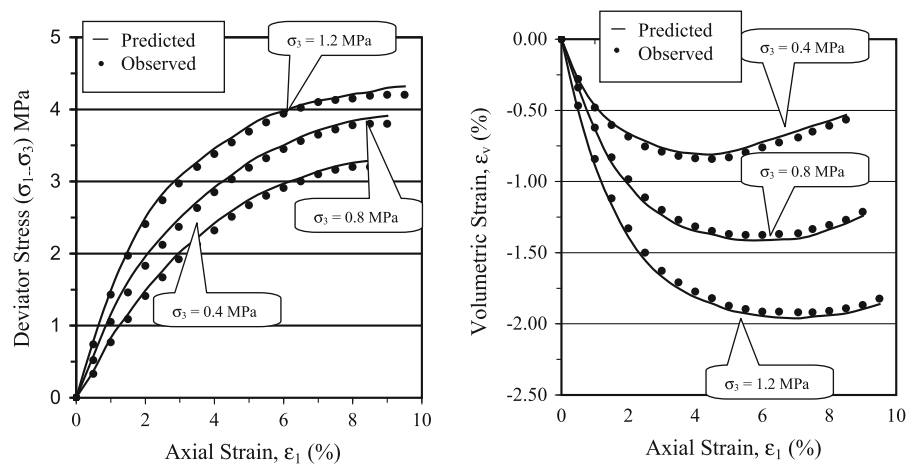 Predicted
Observed
σ3 = 1.2 MPa
5
4
3
2
1
0
Deviator Stress (σ1–σ3) MPa
σ3 = 0.8 MPa
σ3 = 0.4 MPa
0 2 4 6 8 10
Axial Strain, ε1 (%)
Predicted
Observed
σ3 = 0.4 MPa
0.00
-0.50
-1.00
-1.50
-2.00
-2.50
Volumetric Strain, εv (%)
σ3 = 0.8 MPa
σ3 = 1.2 MPa
0 2 4 6 8 10
Axial Strain, ε1 (%)